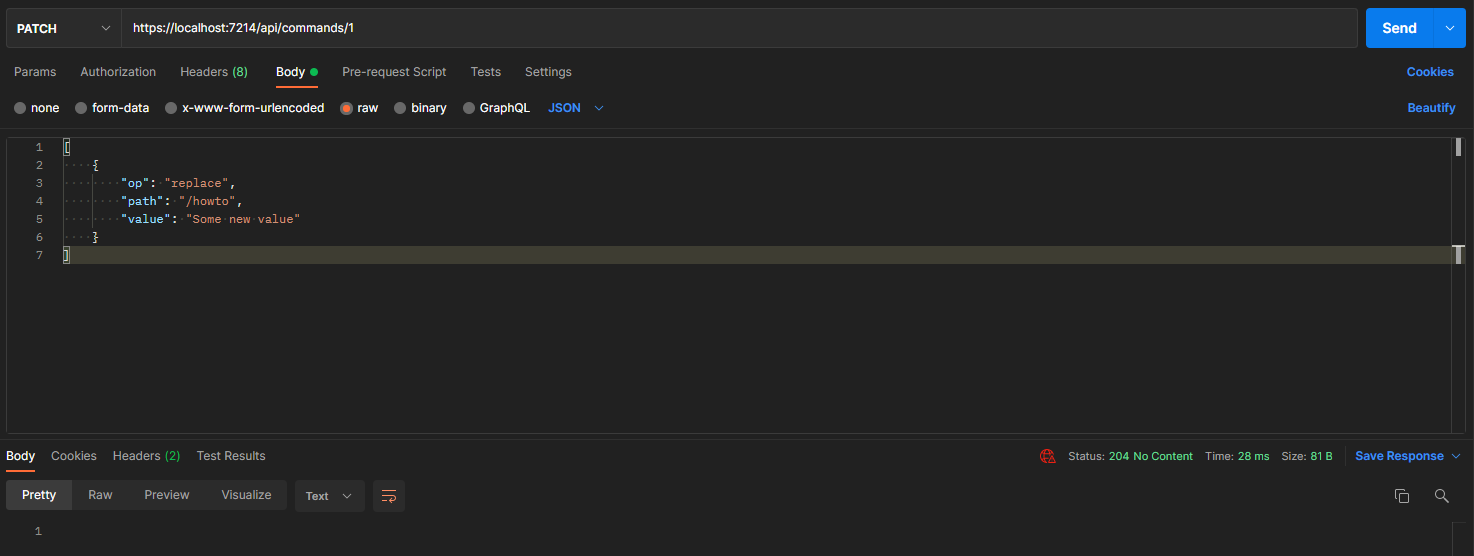 PATCH https://localhost:7214/api/commands/1 Send
Params Authorization Headers (8) Body Pre-request Script Tests Settings Cookies
none form-data x-www-form-urlencoded raw binary GraphQL JSON Beautify
1 [
2 {
3 "op": "replace",
4 "path": "/howto",
5 "value": "Some new value"
6 }
7 ]
Body Cookies Headers (2) Test Results Status: 204 No Content Time: 28 ms Size: 81 B Save Response
Pretty Raw Preview Visualize Text
1